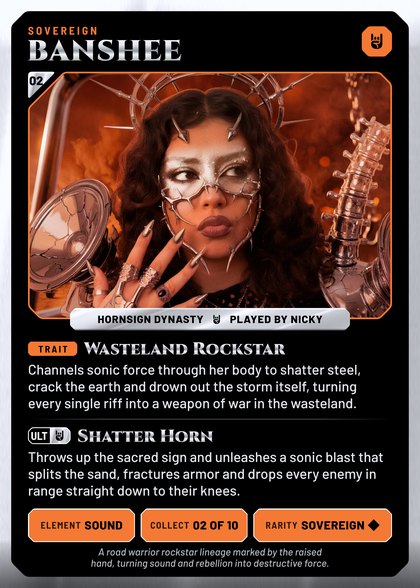 SOVEREIGN
BANSHEE
02
HORNSIGN DYNASTY PLAYED BY NICKY
TRAIT WASTELAND ROCKSTAR
Channels sonic force through her body to shatter steel,
crack the earth and drown out the storm itself, turning
every single riff into a weapon of war in the wasteland.
ULT SHATTER HORN
Throws up the sacred sign and unleashes a sonic blast that
splits the sand, fractures armor and drops every enemy in
range straight down to their knees.
ELEMENT SOUND COLLECT 02 OF 10 RARITY SOVEREIGN
A road warrior rockstar lineage marked by the raised
hand, turning sound and rebellion into destructive force.